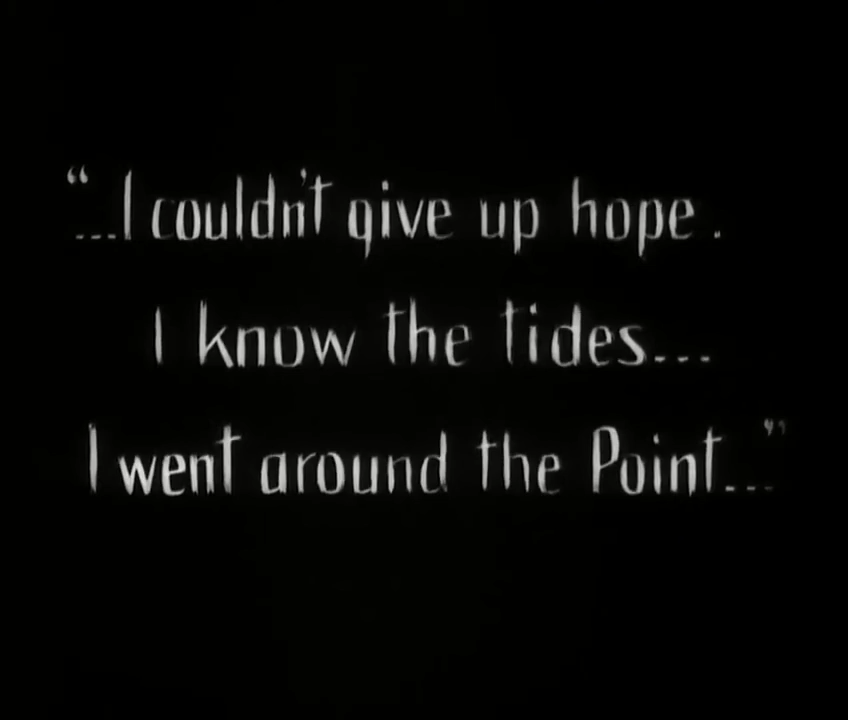 “...I couldn't give up hope.
I know the tides...
I went around the Point...”